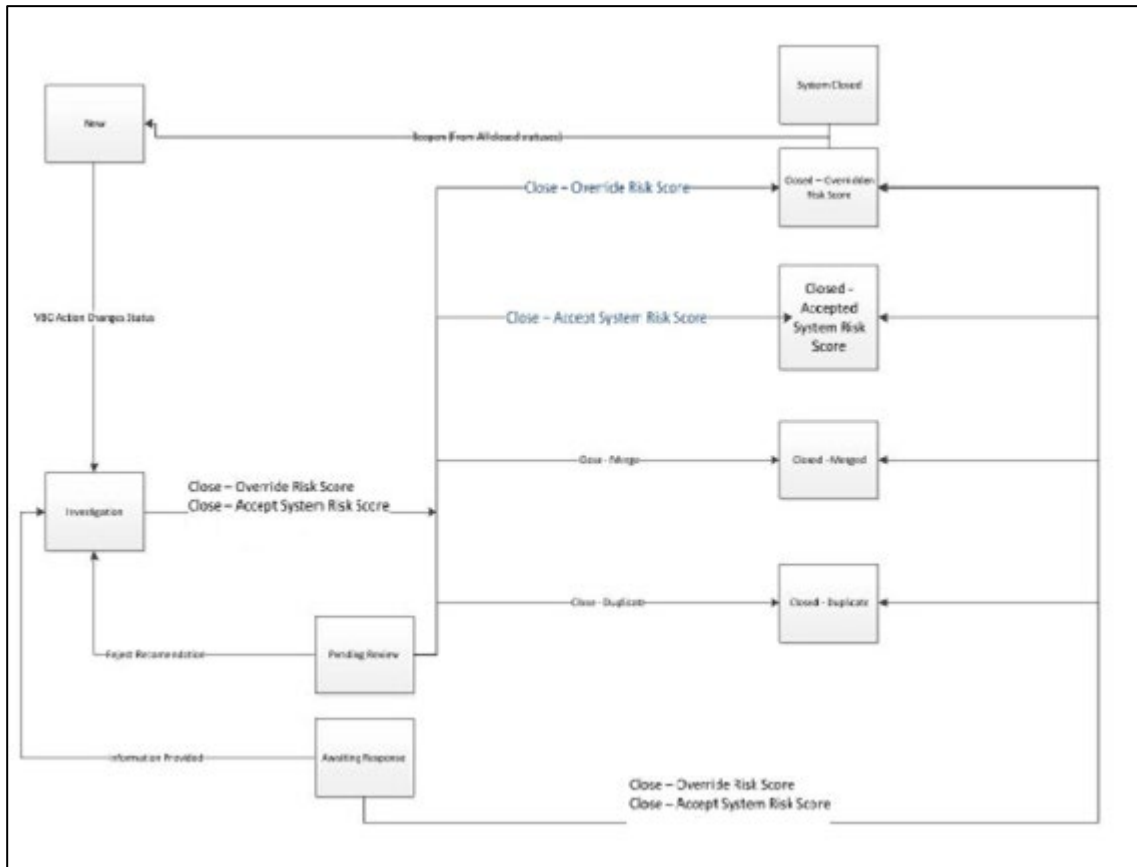 System Closed
New
Reopen (From All closed statuses)
Close – Override Risk Score
Closed – Overridden
Risk Score
Closed -
Accepted
System Risk
Score
Close – Accept System Risk Score
VBC Action Changes Status
Close - Merge
Closed - Merged
Close – Override Risk Score
Close – Accept System Risk Score
Investigation
Close - Duplicate
Closed - Duplicate
Reject Recomendation
Pending Review
Information Provided
Awaiting Response
Close – Override Risk Score
Close – Accept System Risk Score